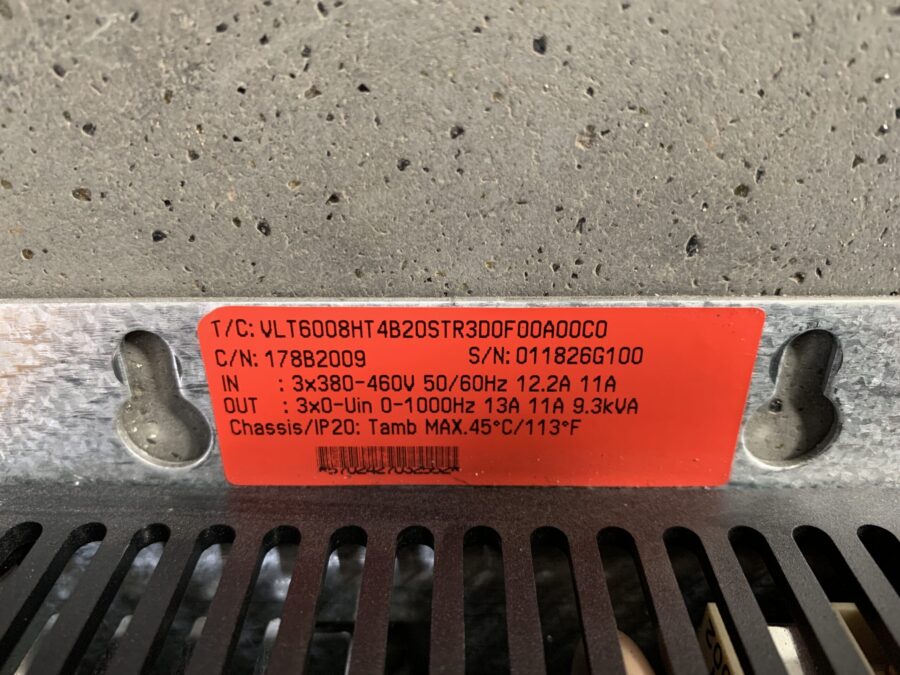 T/C: VLT6008HT4B20STR3D0F00A00C0
C/N: 178B2009 S/N: 011826G100
IN : 3x380-460V 50/60Hz 12.2A 11A
OUT : 3x0-Uin 0-1000Hz 13A 11A 9.3kVA
Chassis/IP20: Tamb MAX.45°C/113°F